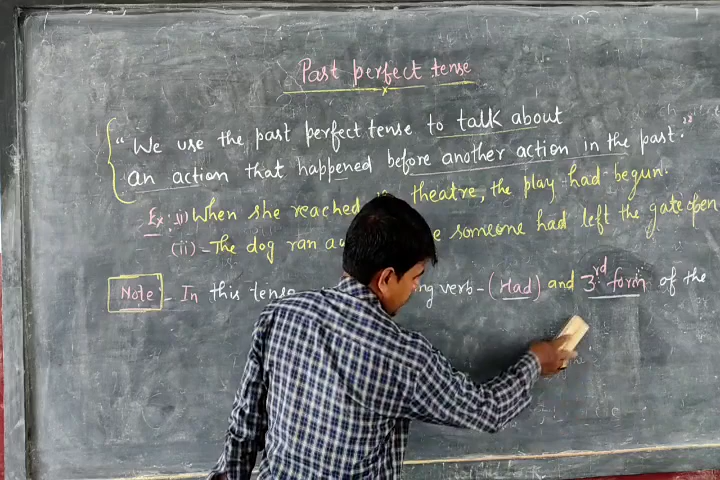 Past perfect tense
"We use the past perfect tense to talk about
an action that happened before another action in the past."
Ex:- (i) When she reached theatre, the play had begun.
(ii) - The dog ran someone had left the gate open
Note - In this tense verb - (Had) and 3rd form of the